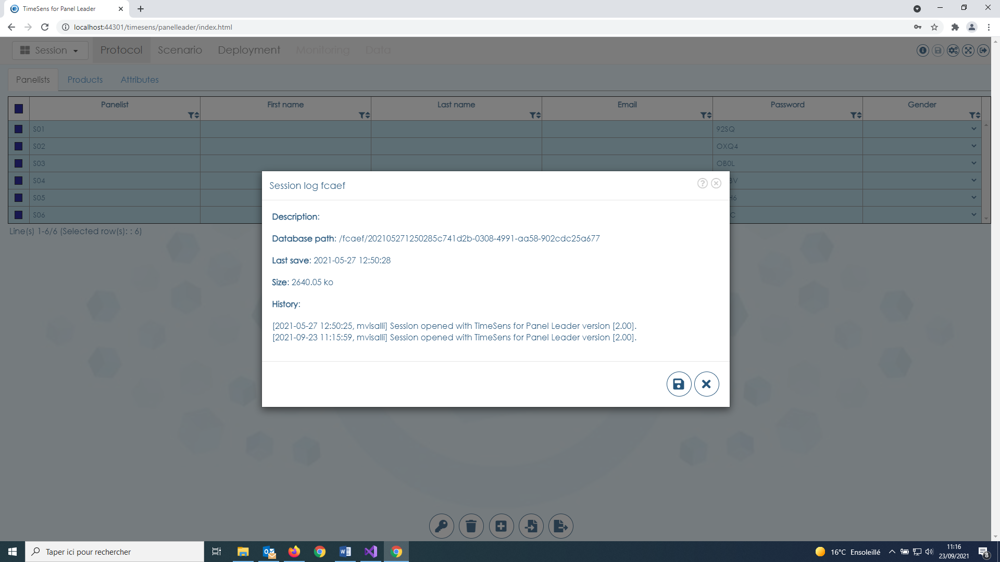 TimeSens for Panel Leader
localhost:44301/timesens/panelleader/index.html
Session Protocol Scenario Deployment Monitoring Data
Panelists Products Attributes
Panelist First name Last name Email Password Gender
S01 92SQ
S02 OXQ4
S03 OB0L
S04
S05
S06
Line(s) 1-6/6 (Selected row(s): : 6)
Session log fcaef
Description:
Database path: /fcaef/202105271250285c741d2b-0308-4991-aa58-902cdc25a677
Last save: 2021-05-27 12:50:28
Size: 2640.05 ko
History:
[2021-05-27 12:50:25, mvisalli] Session opened with TimeSens for Panel Leader version [2.00].
[2021-09-23 11:15:59, mvisalli] Session opened with TimeSens for Panel Leader version [2.00].
Taper ici pour rechercher
16°C Ensoleillé
11:16
23/09/2021
8